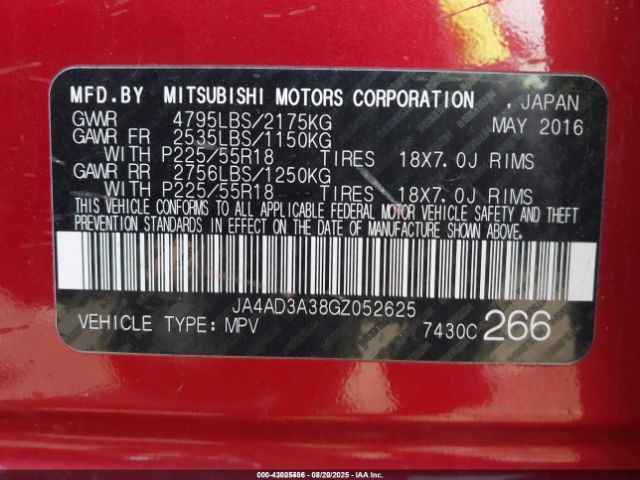 MFD.BY MITSUBISHI MOTORS CORPORATION , JAPAN
GVWR 4795LBS/2175KG MAY 2016
GAWR FR 2535LBS/1150KG
WITH P225/55R18 TIRES 18X7.0J RIMS
GAWR RR 2756LBS/1250KG
WITH P225/55R18 TIRES 18X7.0J RIMS
THIS VEHICLE CONFORMS TO ALL APPLICABLE FEDERAL MOTOR VEHICLE SAFETY AND THEFT
PREVENTION STANDARDS IN EFFECT ON THE DATE OF MANUFACTURE SHOWN ABOVE.
JA4AD3A38GZ052625
VEHICLE TYPE: MPV 7430C 266
000-43025486 - 08/20/2025 - IAA Inc.